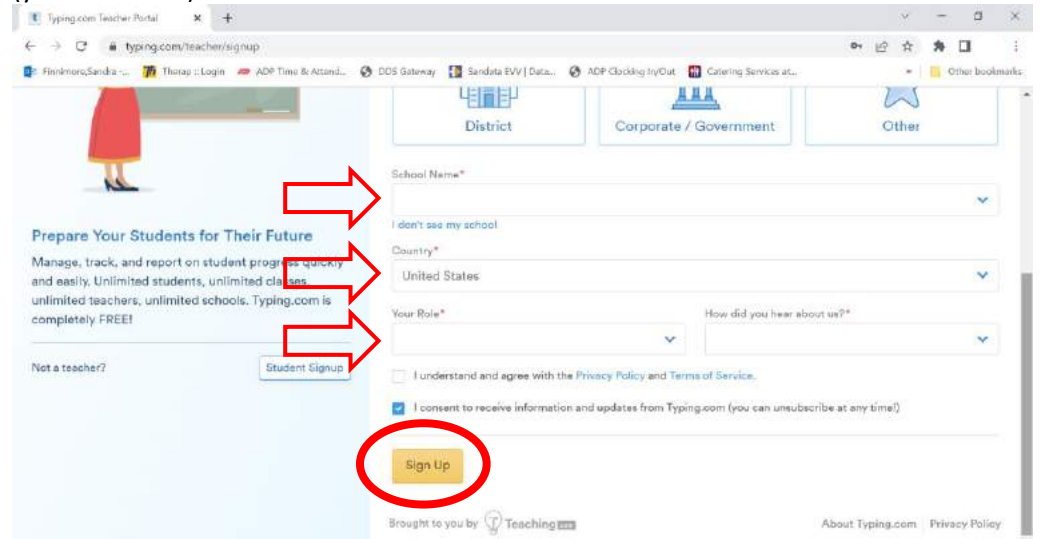 Typing.com Teacher Portal
typing.com/teacher/signup
Finnimore,Sandra -... Therap :: Login ADP Time & Attend... DDS Gateway Sandata EVV | Data... ADP Clocking In/Out Catering Services at... Other bookmarks
District Corporate / Government Other
School Name*
I don't see my school
Prepare Your Students for Their Future
Country*
Manage, track, and report on student progress quickly
United States
and easily. Unlimited students, unlimited classes,
unlimited teachers, unlimited schools. Typing.com is
Your Role* How did you hear about us?*
completely FREE!
Not a teacher? Student Signup
I understand and agree with the Privacy Policy and Terms of Service.
I consent to receive information and updates from Typing.com (you can unsubscribe at any time!)
Sign Up
Brought to you by Teaching.com About Typing.com Privacy Policy